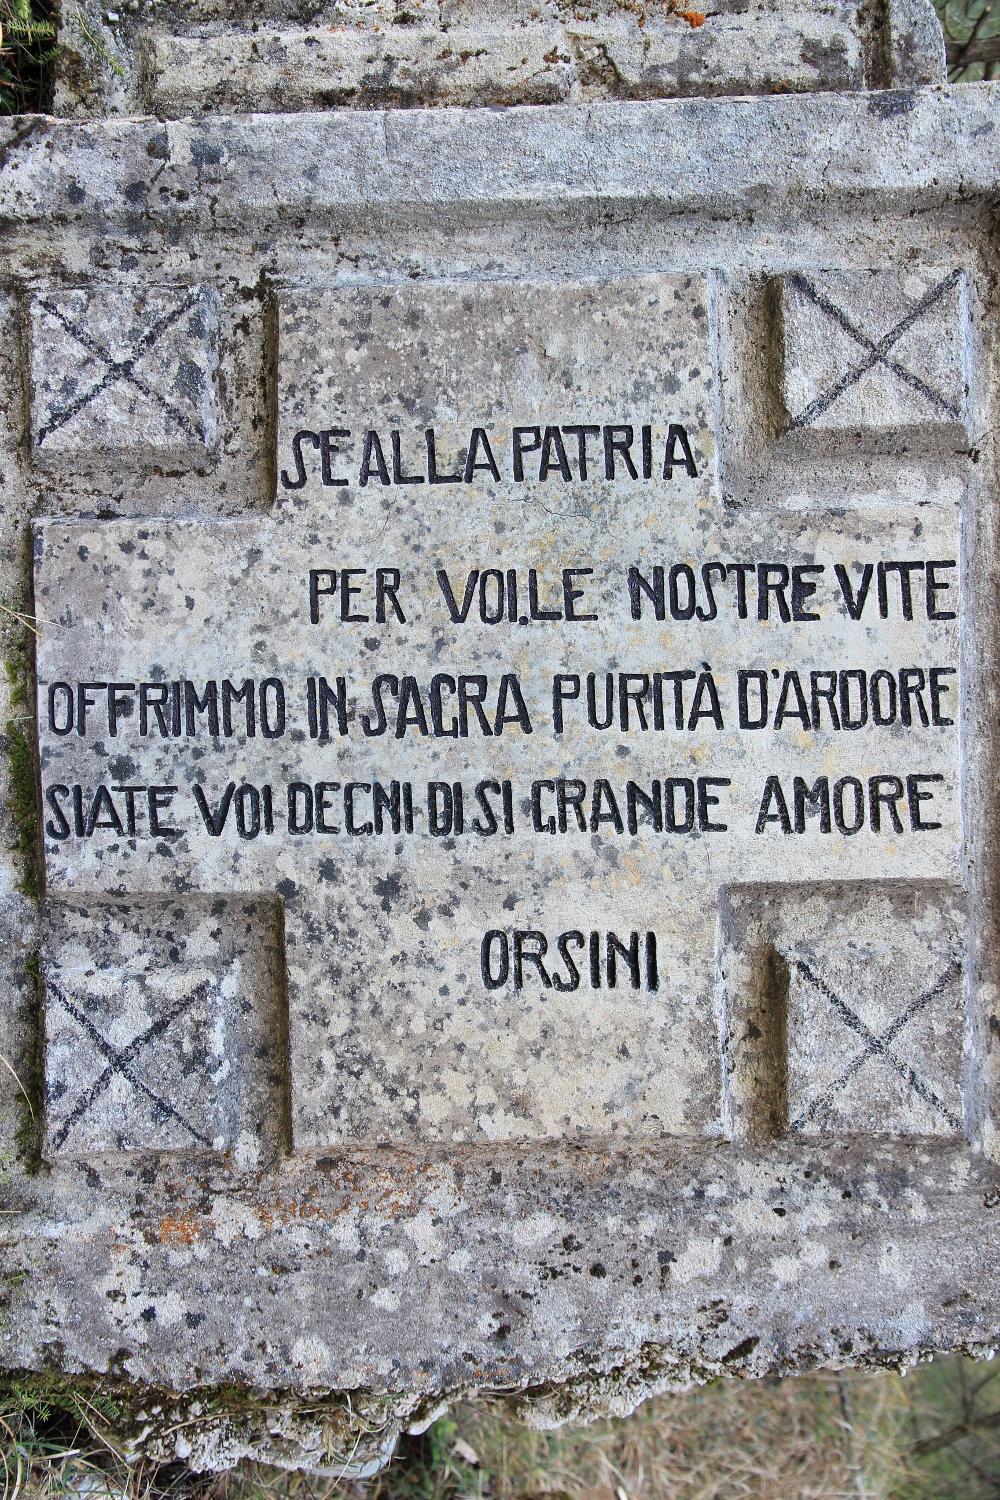 SE ALLA PATRIA
PER VOI.LE NOSTRE VITE
OFFRIMMO IN SACRA PURITÀ D'ARDORE
SIATE VOI DEGNI DI SI GRANDE AMORE
ORSINI